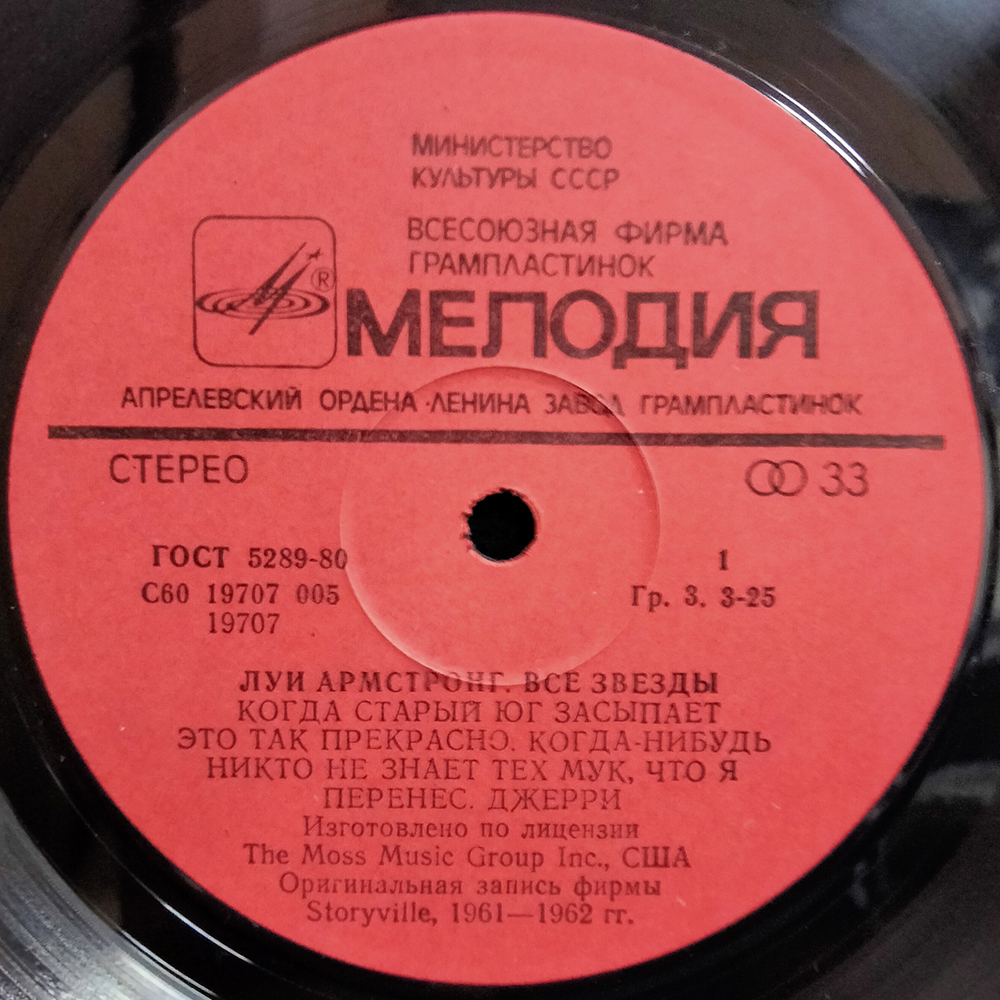 МИНИСТЕРСТВО
КУЛЬТУРЫ СССР
ВСЕСОЮЗНАЯ ФИРМА
ГРАМПЛАСТИНОК
®
МЕЛОДИЯ
АПРЕЛЕВСКИЙ ОРДЕНА ЛЕНИНА ЗАВОД ГРАМПЛАСТИНОК
СТЕРЕО 33
ГОСТ 5289-80 1
С60 19707 005 Гр. 3. 3-25
19707
ЛУИ АРМСТРОНГ. ВСЕ ЗВЕЗДЫ
КОГДА СТАРЫЙ ЮГ ЗАСЫПАЕТ
ЭТО ТАК ПРЕКРАСНО. КОГДА-НИБУДЬ
НИКТО НЕ ЗНАЕТ ТЕХ МУК, ЧТО Я
ПЕРЕНЕС. ДЖЕРРИ
Изготовлено по лицензии
The Moss Music Group Inc., США
Оригинальная запись фирмы
Storyville, 1961—1962 гг.